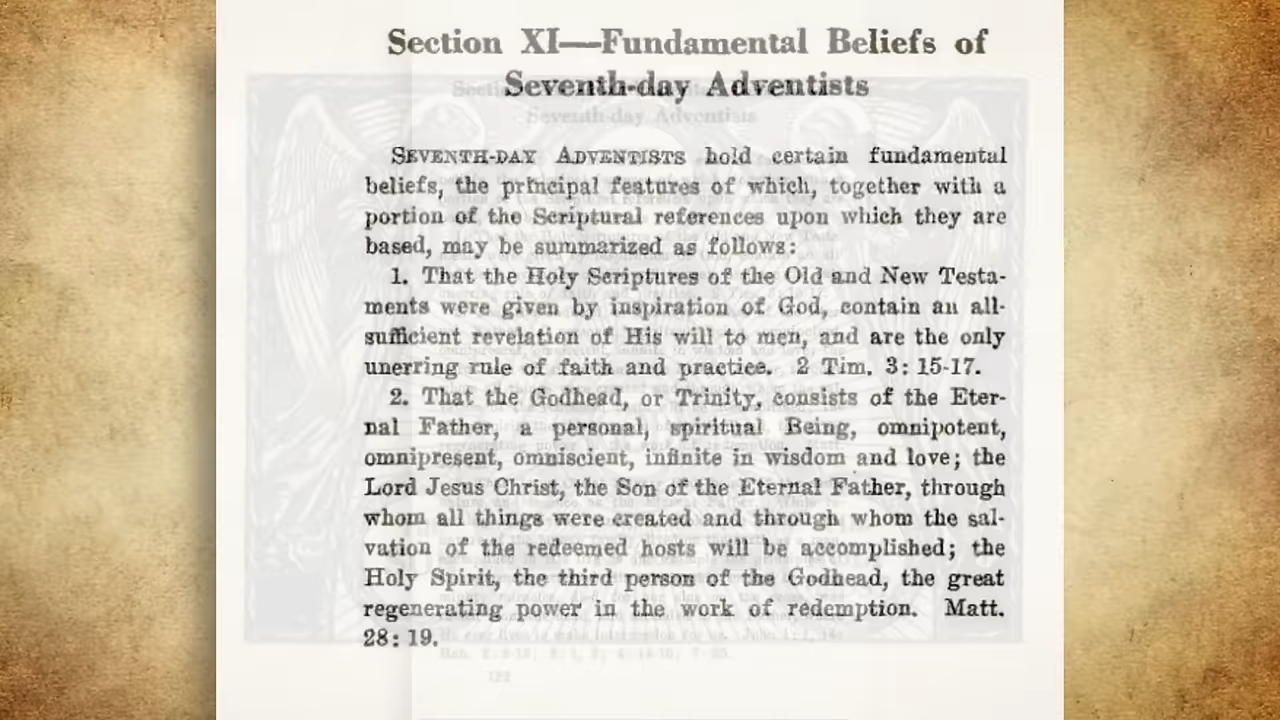 Section XI—Fundamental Beliefs of
Seventh-day Adventists
SEVENTH-DAY ADVENTISTS hold certain fundamental
beliefs, the principal features of which, together with a
portion of the Scriptural references upon which they are
based, may be summarized as follows:
1. That the Holy Scriptures of the Old and New Testa-
ments were given by inspiration of God, contain an all-
sufficient revelation of His will to men, and are the only
unerring rule of faith and practice. 2 Tim. 3:15-17.
2. That the Godhead, or Trinity, consists of the Eter-
nal Father, a personal, spiritual Being, omnipotent,
omnipresent, omniscient, infinite in wisdom and love; the
Lord Jesus Christ, the Son of the Eternal Father, through
whom all things were created and through whom the sal-
vation of the redeemed hosts will be accomplished; the
Holy Spirit, the third person of the Godhead, the great
regenerating power in the work of redemption. Matt.
28:19.